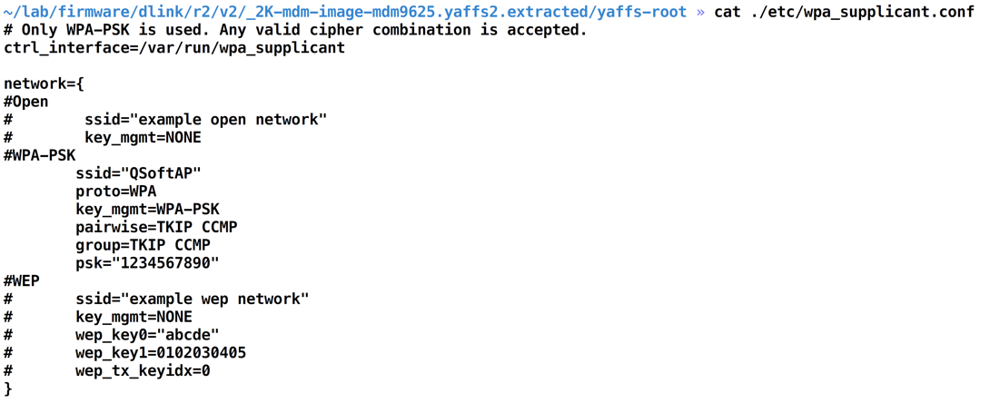 ~/lab/firmware/dlink/r2/v2/_2K-mdm-image-mdm9625.yaffs2.extracted/yaffs-root » cat ./etc/wpa_supplicant.conf
# Only WPA-PSK is used. Any valid cipher combination is accepted.
ctrl_interface=/var/run/wpa_supplicant

network={
#Open
#        ssid="example open network"
#        key_mgmt=NONE
#WPA-PSK
        ssid="QSoftAP"
        proto=WPA
        key_mgmt=WPA-PSK
        pairwise=TKIP CCMP
        group=TKIP CCMP
        psk="1234567890"
#WEP
#       ssid="example wep network"
#       key_mgmt=NONE
#       wep_key0="abcde"
#       wep_key1=0102030405
#       wep_tx_keyidx=0
}